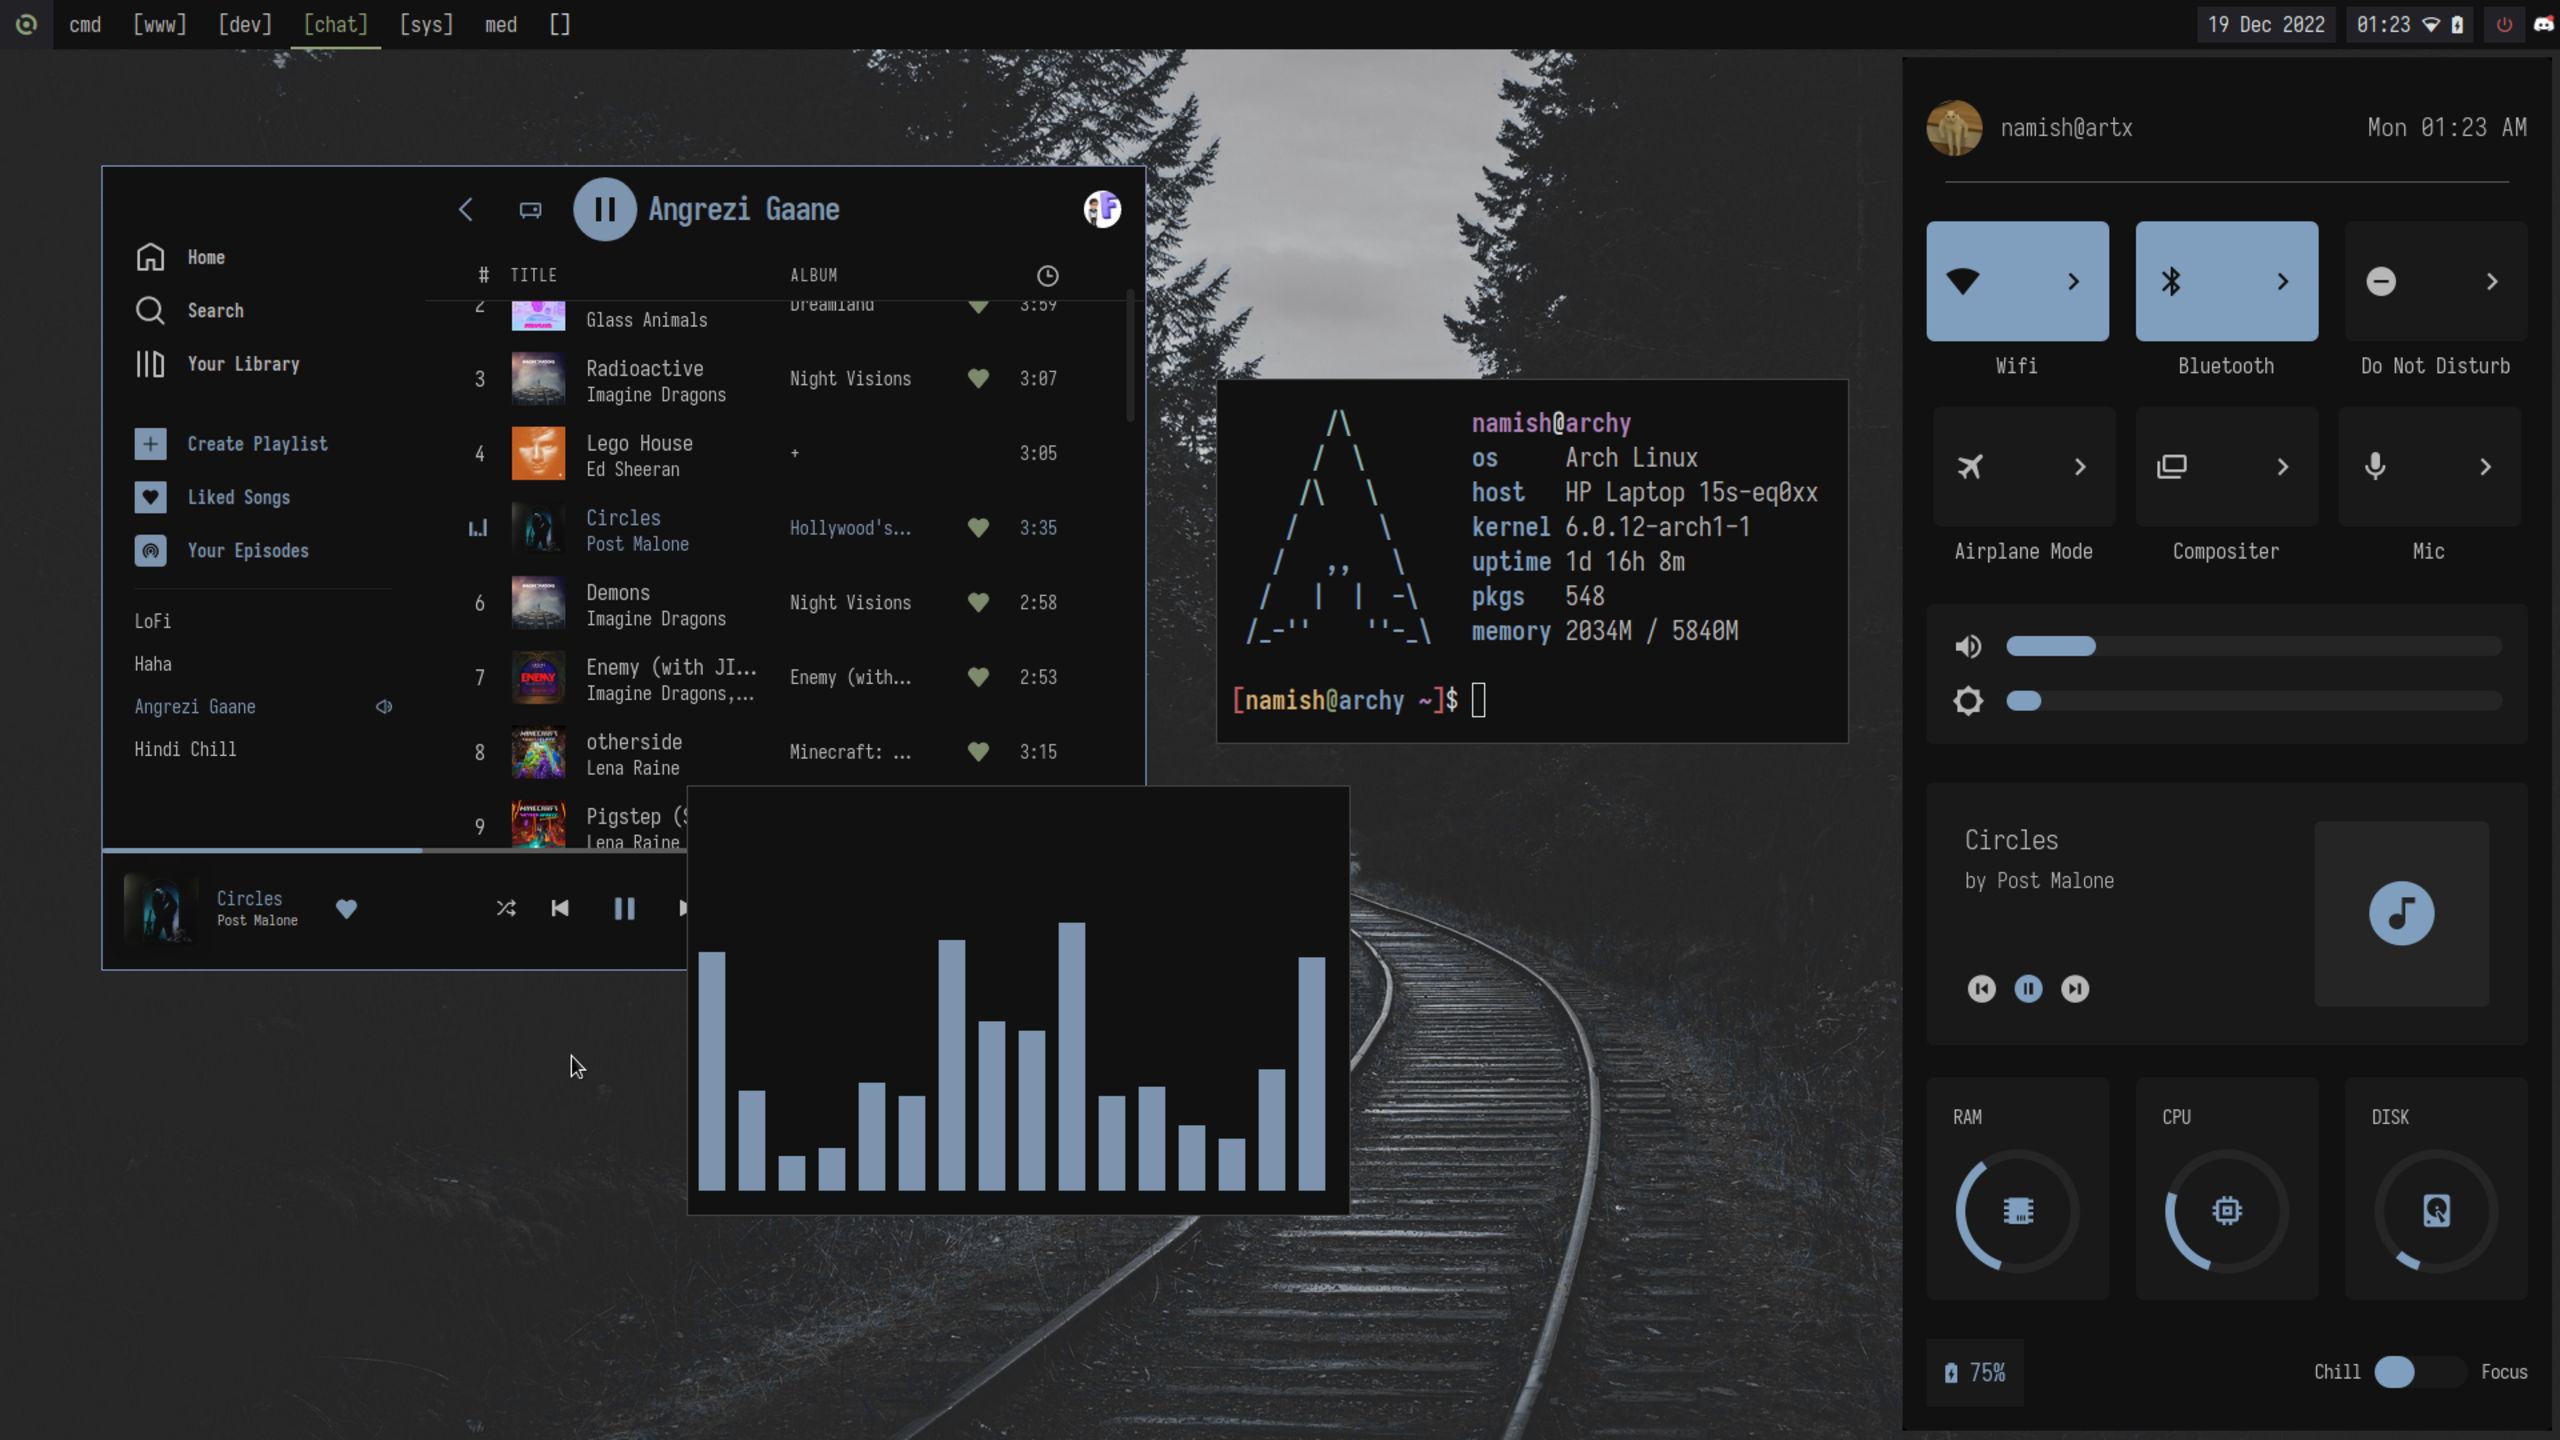 cmd [www] [dev] [chat] [sys] med []
19 Dec 2022 01:23
Angrezi Gaane
Home
Search
Your Library
Create Playlist
Liked Songs
Your Episodes
LoFi
Haha
Angrezi Gaane
Hindi Chill
# TITLE ALBUM
2 Glass Animals Dreamland 3:59
3 Radioactive Night Visions 3:07
Imagine Dragons
4 Lego House + 3:05
Ed Sheeran
Circles Hollywood's... 3:35
Post Malone
6 Demons Night Visions 2:58
Imagine Dragons
7 Enemy (with JI... Enemy (with... 2:53
Imagine Dragons,...
8 otherside Minecraft: ... 3:15
Lena Raine
9 Pigstep (S
Lena Raine
Circles
Post Malone
/\
/ \
/\ \
/ \
/ ,, \
/ | | -\
/_-'' ''-_\
namish@archy
os Arch Linux
host HP Laptop 15s-eq0xx
kernel 6.0.12-arch1-1
uptime 1d 16h 8m
pkgs 548
memory 2034M / 5840M
[namish@archy ~]$
namish@artx Mon 01:23 AM
Wifi Bluetooth Do Not Disturb
Airplane Mode Compositer Mic
Circles
by Post Malone
RAM CPU DISK
75% Chill Focus